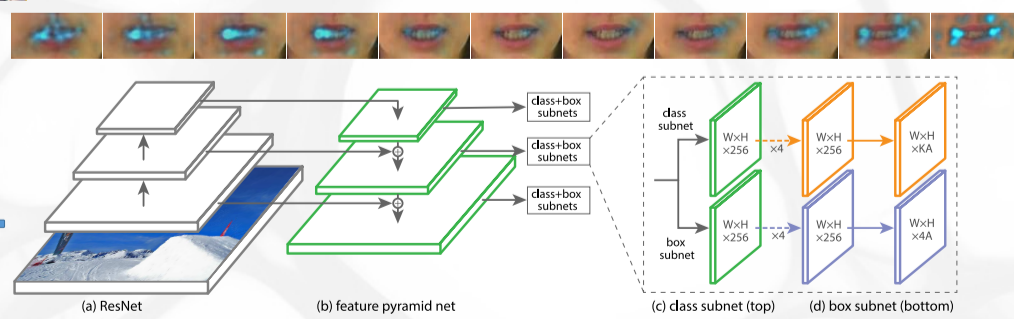 class+box
subnets
class+box
subnets
class+box
subnets
class
subnet
W×H
×256
×4
W×H
×256
W×H
×KA
box
subnet
W×H
×256
×4
W×H
×256
W×H
×4A
(a) ResNet
(b) feature pyramid net
(c) class subnet (top)
(d) box subnet (bottom)